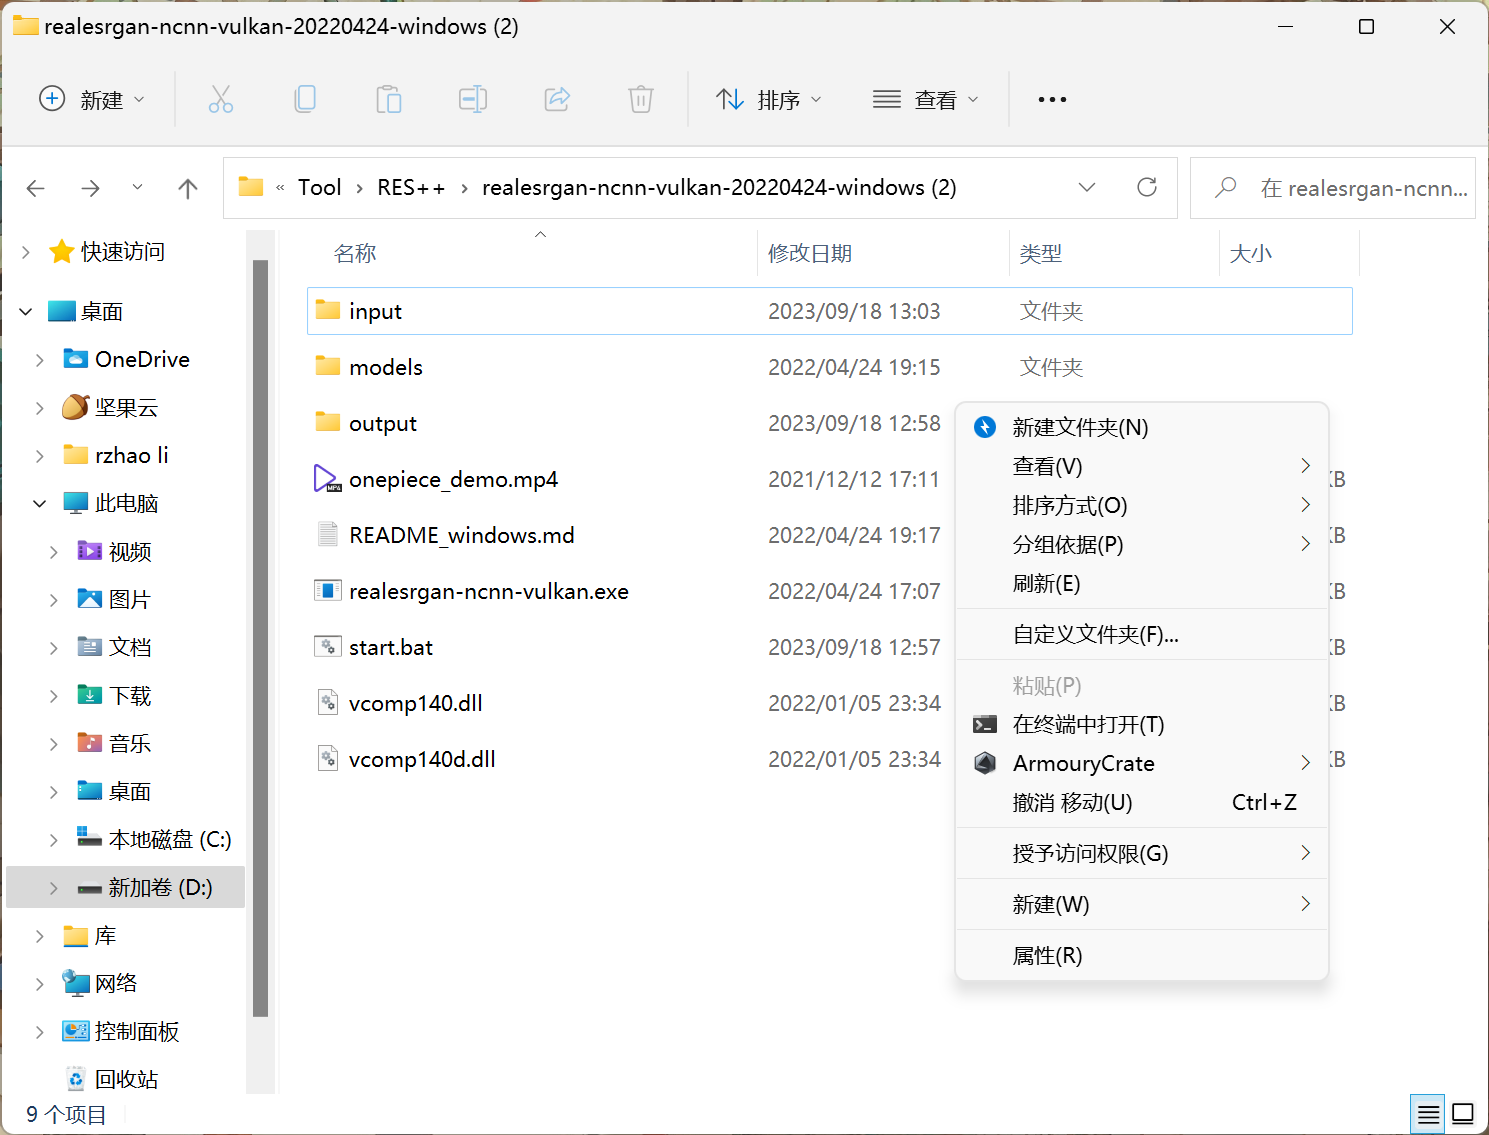 realesrgan-ncnn-vulkan-20220424-windows (2)
新建 排序 查看
« Tool › RES++ › realesrgan-ncnn-vulkan-20220424-windows (2)
在 realesrgan-ncnn...
名称 修改日期 类型 大小
快速访问
桌面
OneDrive
坚果云
rzhao li
此电脑
视频
图片
文档
下载
音乐
桌面
本地磁盘 (C:)
新加卷 (D:)
库
网络
控制面板
回收站
input 2023/09/18 13:03 文件夹
models 2022/04/24 19:15 文件夹
output 2023/09/18 12:58
onepiece_demo.mp4 2021/12/12 17:11
README_windows.md 2022/04/24 19:17
realesrgan-ncnn-vulkan.exe 2022/04/24 17:07
start.bat 2023/09/18 12:57
vcomp140.dll 2022/01/05 23:34
vcomp140d.dll 2022/01/05 23:34
新建文件夹(N)
查看(V)
排序方式(O)
分组依据(P)
刷新(E)
自定义文件夹(F)...
粘贴(P)
在终端中打开(T)
ArmouryCrate
撤消 移动(U) Ctrl+Z
授予访问权限(G)
新建(W)
属性(R)
9 个项目